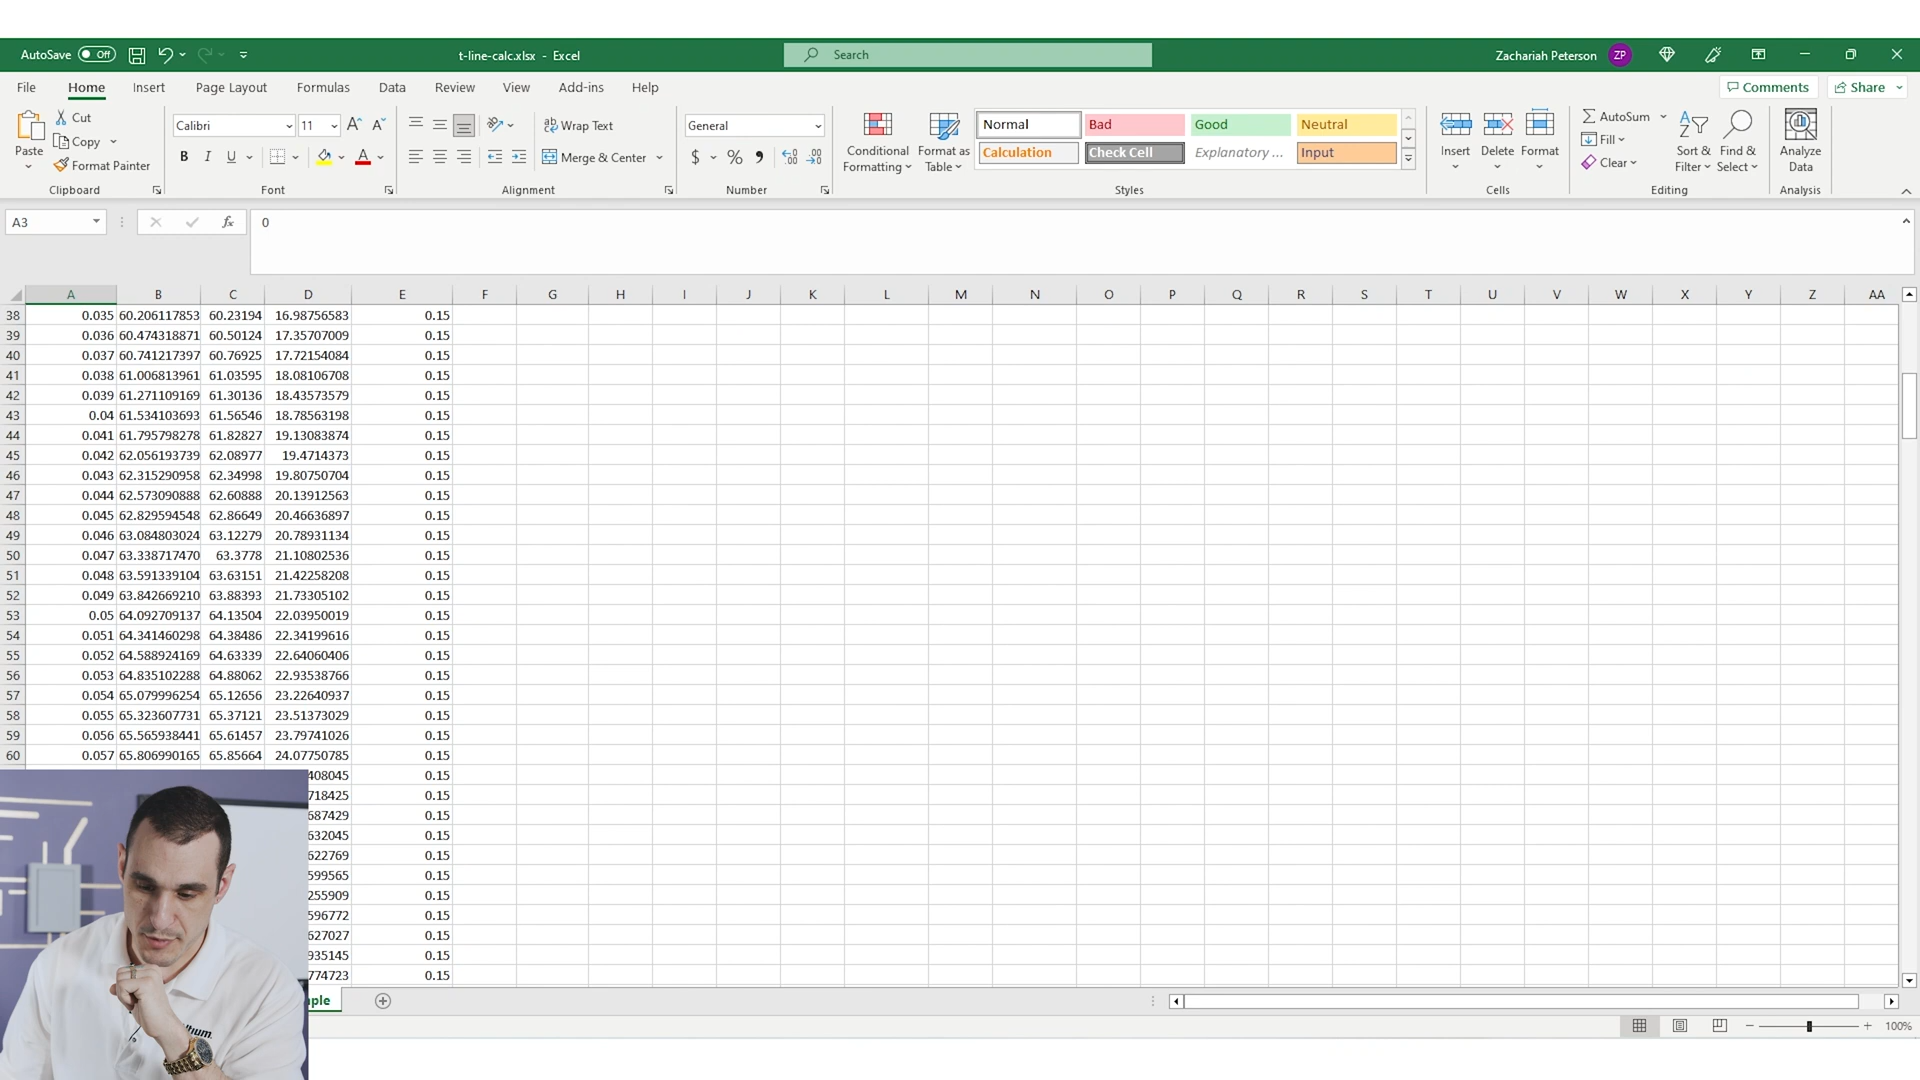 AutoSave Off t-line-calc.xlsx - Excel Search Zachariah Peterson ZP
File Home Insert Page Layout Formulas Data Review View Add-ins Help Comments Share
Paste Cut Copy Format Painter Clipboard
Calibri 11 B I U A Font
Wrap Text Merge & Center Alignment
General $ % Number
Conditional Formatting Format as Table
Normal Bad Good Neutral
Calculation Check Cell Explanatory ... Input
Styles
Insert Delete Format Cells
AutoSum Fill Clear Sort & Filter Find & Select Editing
Analyze Data Analysis
A3 fx 0
A B C D E F G H I J K L M N O P Q R S T U V W X Y Z AA
38 0.035 60.206117853 60.23194 16.98756583 0.15
39 0.036 60.474318871 60.50124 17.35707009 0.15
40 0.037 60.741217397 60.76925 17.72154084 0.15
41 0.038 61.006813961 61.03595 18.08106708 0.15
42 0.039 61.271109169 61.30136 18.43573579 0.15
43 0.04 61.534103693 61.56546 18.78563198 0.15
44 0.041 61.795798278 61.82827 19.13083874 0.15
45 0.042 62.056193739 62.08977 19.4714373 0.15
46 0.043 62.315290958 62.34998 19.80750704 0.15
47 0.044 62.573090888 62.60888 20.13912563 0.15
48 0.045 62.829594548 62.86649 20.46636897 0.15
49 0.046 63.084803024 63.12279 20.78931134 0.15
50 0.047 63.338717470 63.3778 21.10802536 0.15
51 0.048 63.591339104 63.63151 21.42258208 0.15
52 0.049 63.842669210 63.88393 21.73305102 0.15
53 0.05 64.092709137 64.13504 22.03950019 0.15
54 0.051 64.341460298 64.38486 22.34199616 0.15
55 0.052 64.588924169 64.63339 22.64060406 0.15
56 0.053 64.835102288 64.88062 22.93538766 0.15
57 0.054 65.079996254 65.12656 23.22640937 0.15
58 0.055 65.323607731 65.37121 23.51373029 0.15
59 0.056 65.565938441 65.61457 23.79741026 0.15
60 0.057 65.806990165 65.85664 24.07750785 0.15
408045 0.15
718425 0.15
687429 0.15
632045 0.15
622769 0.15
599565 0.15
255909 0.15
596772 0.15
627027 0.15
935145 0.15
774723 0.15
ple
100%